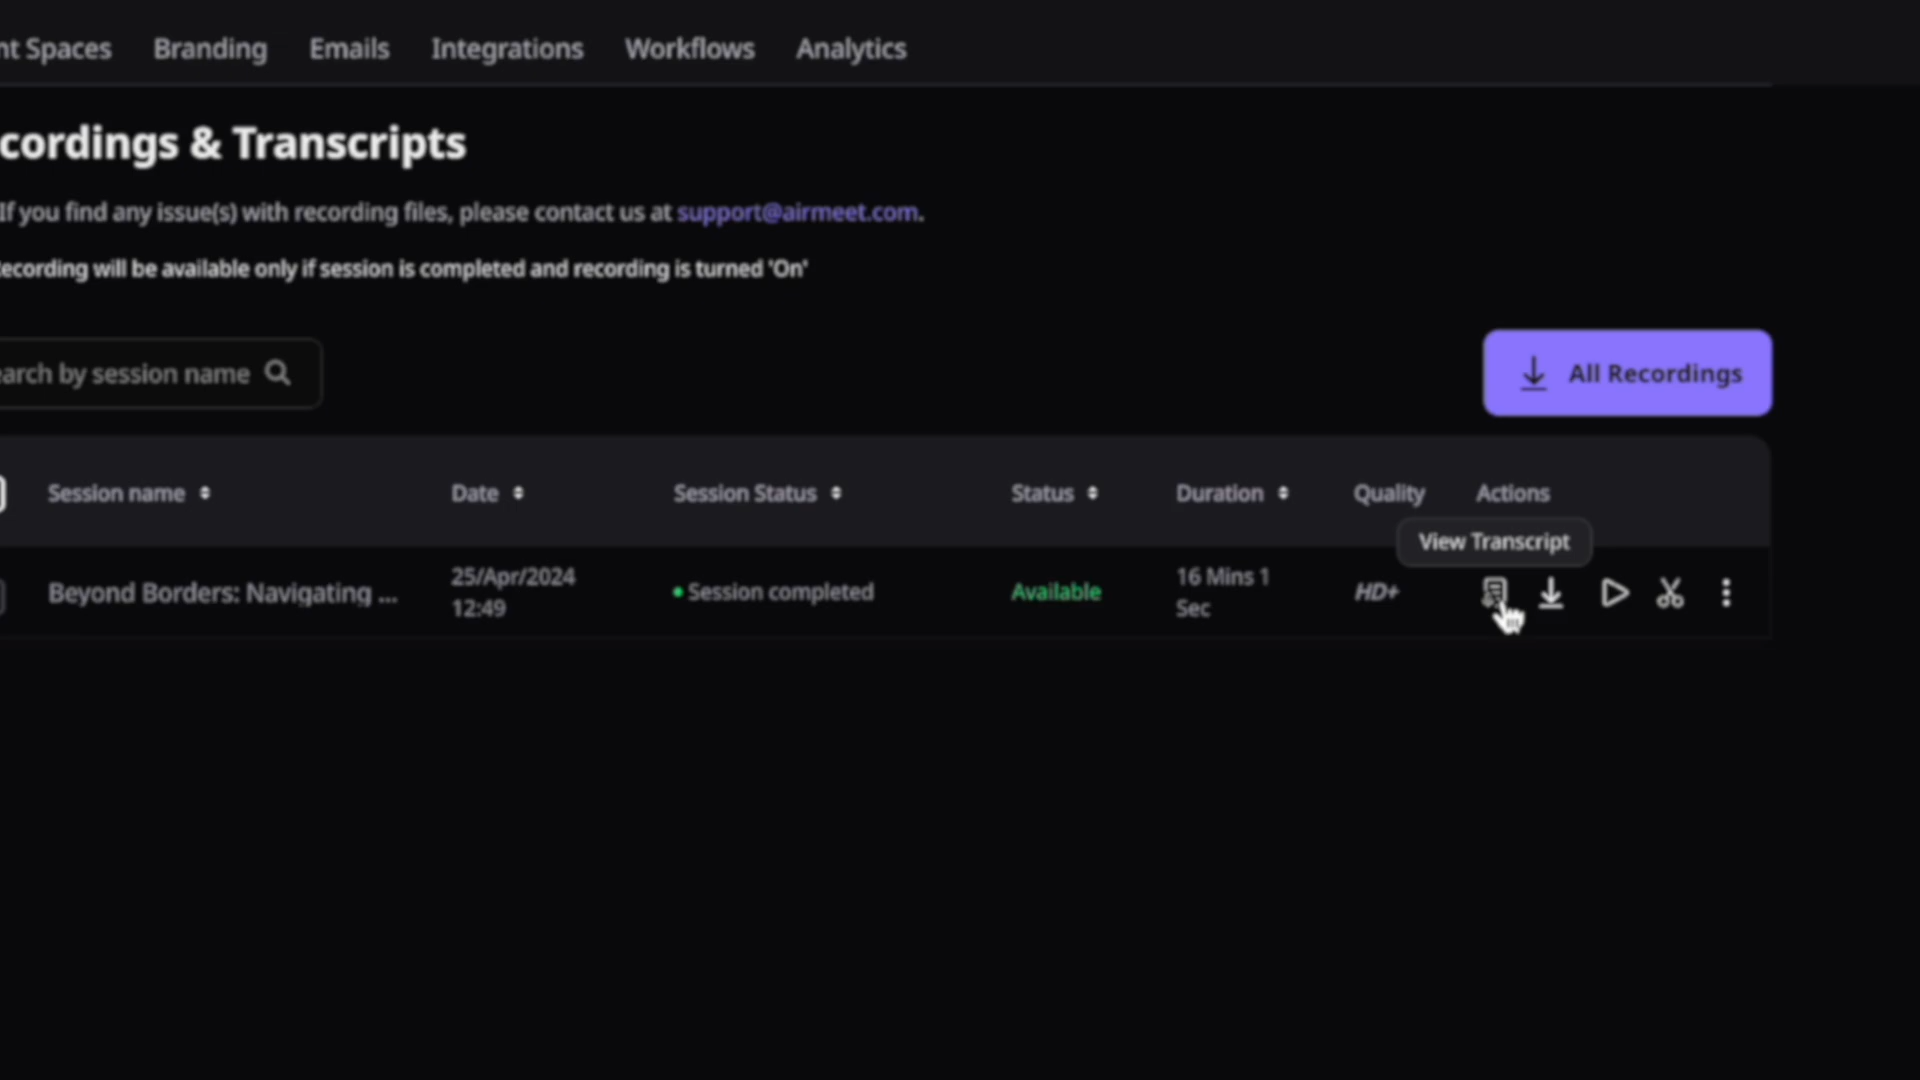 nt Spaces Branding Emails Integrations Workflows Analytics
cordings & Transcripts
If you find any issue(s) with recording files, please contact us at support@airmeet.com.
ecording will be available only if session is completed and recording is turned 'On'
earch by session name
All Recordings
Session name Date Session Status Status Duration Quality Actions
View Transcript
Beyond Borders: Navigating ... 25/Apr/2024 12:49 Session completed Available 16 Mins 1 Sec HD+